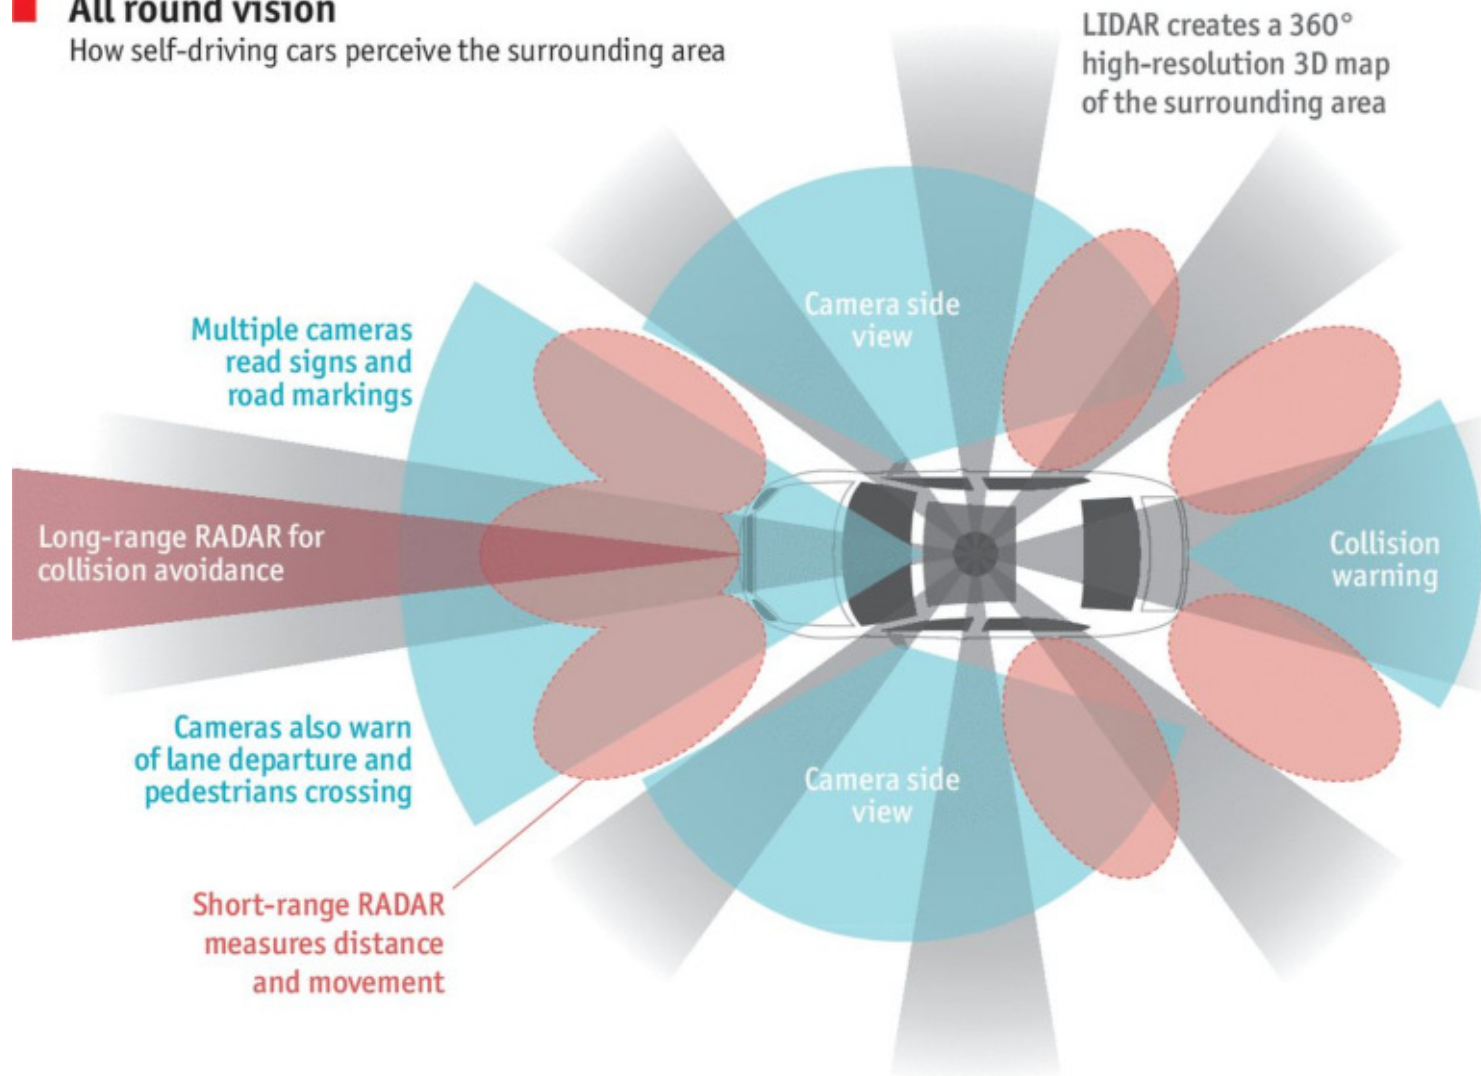 All round vision
How self-driving cars perceive the surrounding area
LIDAR creates a 360°
high-resolution 3D map
of the surrounding area
Camera side
view
Multiple cameras
read signs and
road markings
Long-range RADAR for
collision avoidance
Collision
warning
Cameras also warn
of lane departure and
pedestrians crossing
Camera side
view
Short-range RADAR
measures distance
and movement